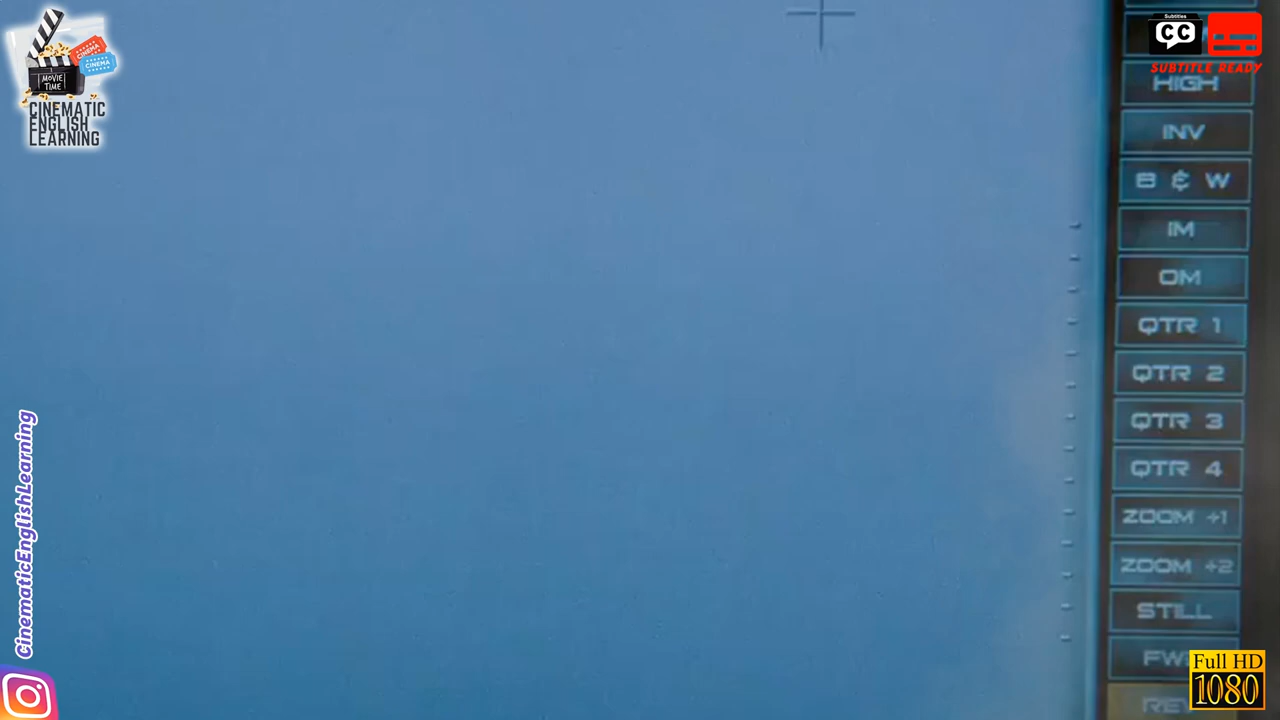 MOVIE
TIME
CINEMA
CINEMA
CINEMATIC
ENGLISH
LEARNING
CinematicEnglishLearning
Subtitles
CC
SUBTITLE READY
HIGH
INV
B & W
IM
OM
QTR 1
QTR 2
QTR 3
QTR 4
ZOOM +1
ZOOM +2
STILL
Full HD
1080